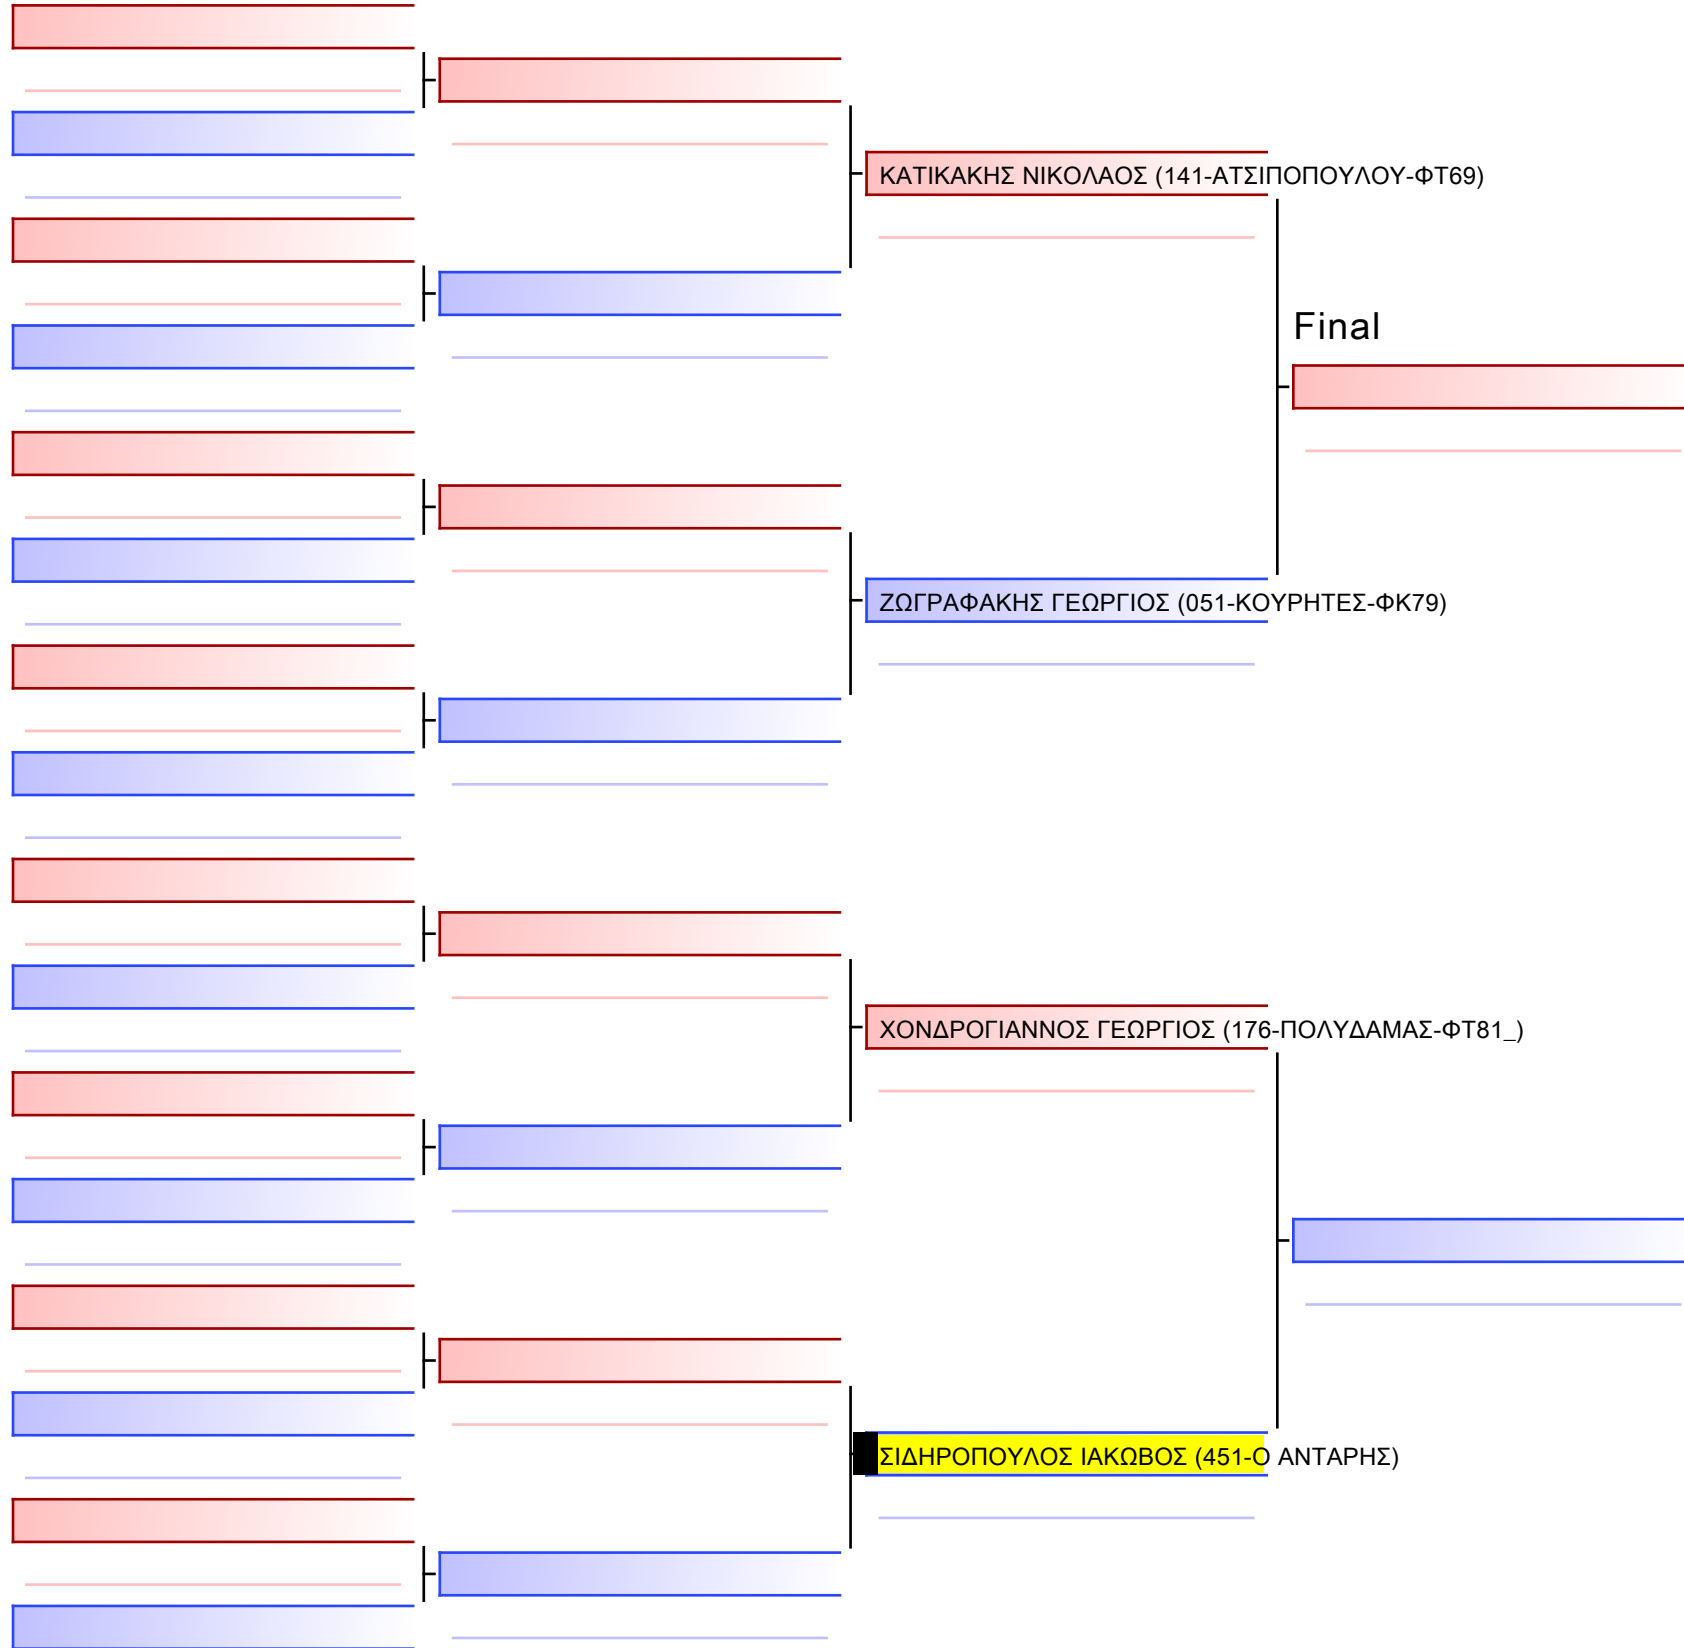 ΚΑΤΙΚΑΚΗΣ ΝΙΚΟΛΑΟΣ (141-ΑΤΣΙΠΟΠΟΥΛΟΥ-ΦΤ69)
Final
ΖΩΓΡΑΦΑΚΗΣ ΓΕΩΡΓΙΟΣ (051-ΚΟΥΡΗΤΕΣ-ΦΚ79)
ΧΟΝΔΡΟΓΙΑΝΝΟΣ ΓΕΩΡΓΙΟΣ (176-ΠΟΛΥΔΑΜΑΣ-ΦΤ81_)
ΣΙΔΗΡΟΠΟΥΛΟΣ ΙΑΚΩΒΟΣ (451-Ο ΑΝΤΑΡΗΣ)